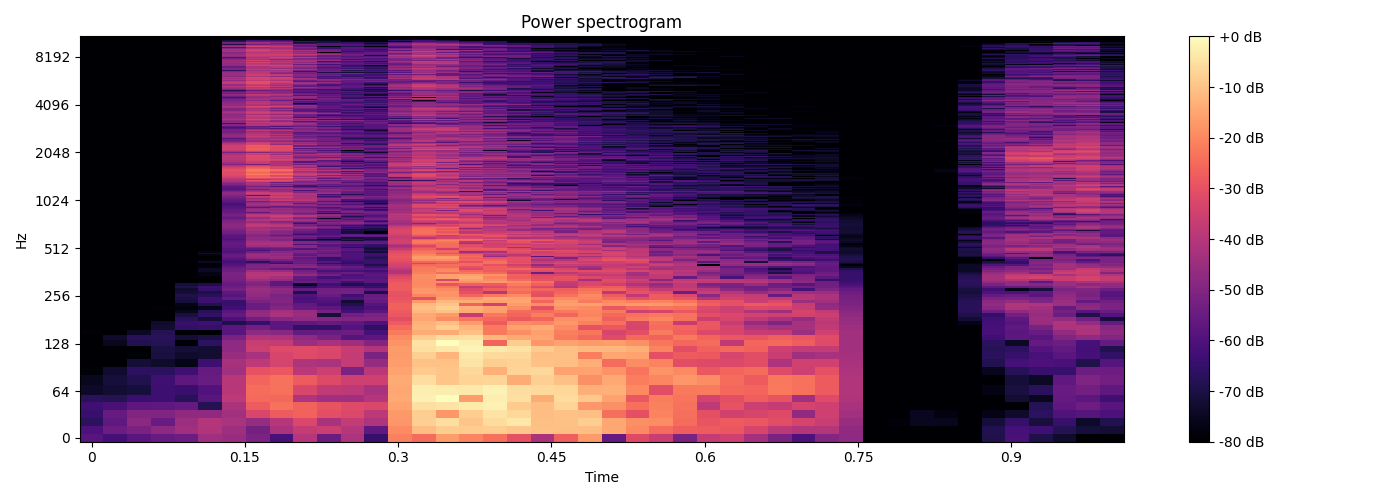 Power spectrogram
Hz
8192
4096
2048
1024
512
256
128
64
0
0 0.15 0.3 0.45 0.6 0.75 0.9
Time
+0 dB
-10 dB
-20 dB
-30 dB
-40 dB
-50 dB
-60 dB
-70 dB
-80 dB